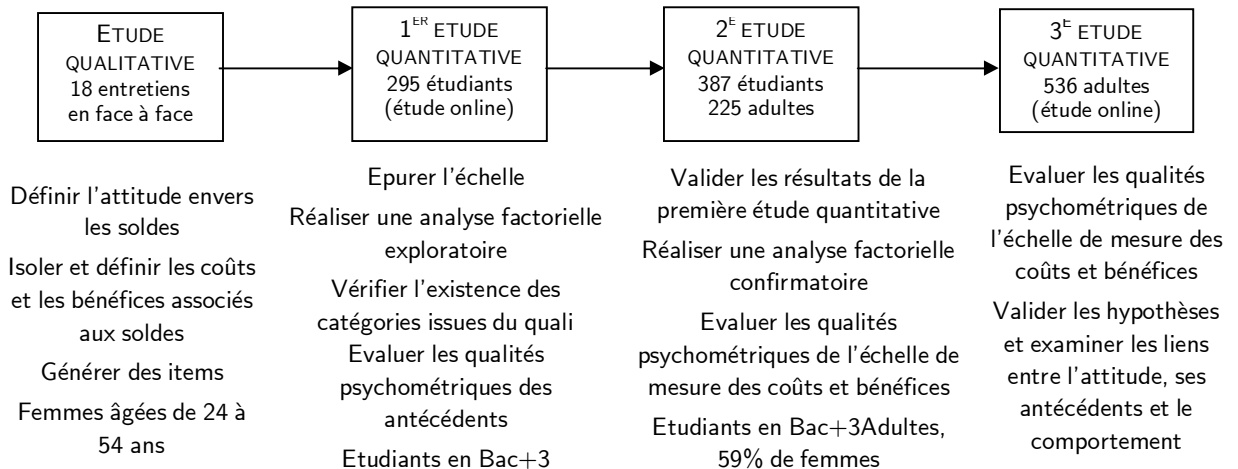 ETUDE
QUALITATIVE
18 entretiens
en face à face
1ER ETUDE
QUANTITATIVE
295 étudiants
(étude online)
2E ETUDE
QUANTITATIVE
387 étudiants
225 adultes
3E ETUDE
QUANTITATIVE
536 adultes
(étude online)
Définir l'attitude envers
les soldes
Isoler et définir les coûts
et les bénéfices associés
aux soldes
Générer des items
Femmes âgées de 24 à
54 ans
Epurer l'échelle
Réaliser une analyse factorielle
exploratoire
Vérifier l'existence des
catégories issues du quali
Evaluer les qualités
psychométriques des
antécédents
Etudiants en Bac+3
Valider les résultats de la
première étude quantitative
Réaliser une analyse factorielle
confirmatoire
Evaluer les qualités
psychométriques de l'échelle de
mesure des coûts et bénéfices
Etudiants en Bac+3Adultes,
59% de femmes
Evaluer les qualités
psychométriques de
l'échelle de mesure des
coûts et bénéfices
Valider les hypothèses
et examiner les liens
entre l'attitude, ses
antécédents et le
comportement